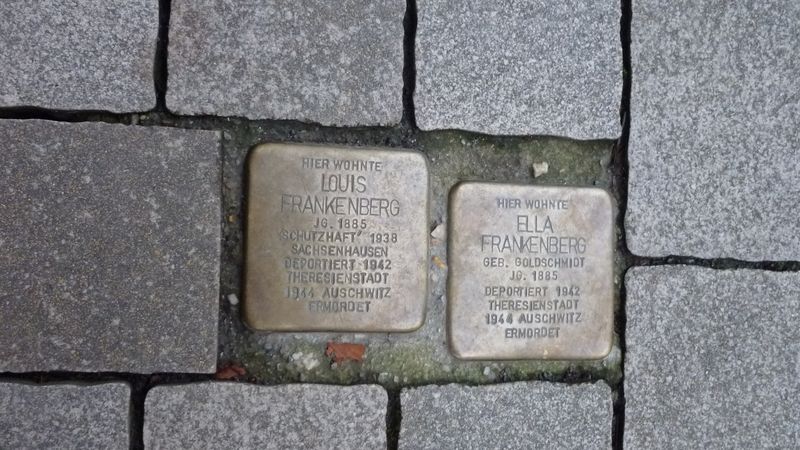 HIER WOHNTE
LOUIS
FRANKENBERG
JG. 1885
"SCHUTZHAFT" 1938
SACHSENHAUSEN
DEPORTIERT 1942
THERESIENSTADT
1944 AUSCHWITZ
ERMORDET
HIER WOHNTE
ELLA
FRANKENBERG
GEB. GOLDSCHMIDT
JG. 1885
DEPORTIERT 1942
THERESIENSTADT
1944 AUSCHWITZ
ERMORDET